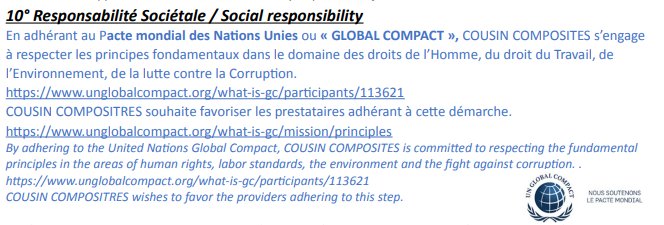 10° Responsabilité Sociétale / Social responsibility
En adhérant au Pacte mondial des Nations Unies ou « GLOBAL COMPACT », COUSIN COMPOSITES s’engage
à respecter les principes fondamentaux dans le domaine des droits de l’Homme, du droit du Travail, de
l’Environnement, de la lutte contre la Corruption.
https://www.unglobalcompact.org/what-is-gc/participants/113621
COUSIN COMPOSITRES souhaite favoriser les prestataires adhérant à cette démarche.
https://www.unglobalcompact.org/what-is-gc/mission/principles
By adhering to the United Nations Global Compact, COUSIN COMPOSITES is committed to respecting the fundamental
principles in the areas of human rights, labor standards, the environment and the fight against corruption. .
https://www.unglobalcompact.org/what-is-gc/participants/113621
COUSIN COMPOSITRES wishes to favor the providers adhering to this step.
UN GLOBAL COMPACT
NOUS SOUTENONS
LE PACTE MONDIAL